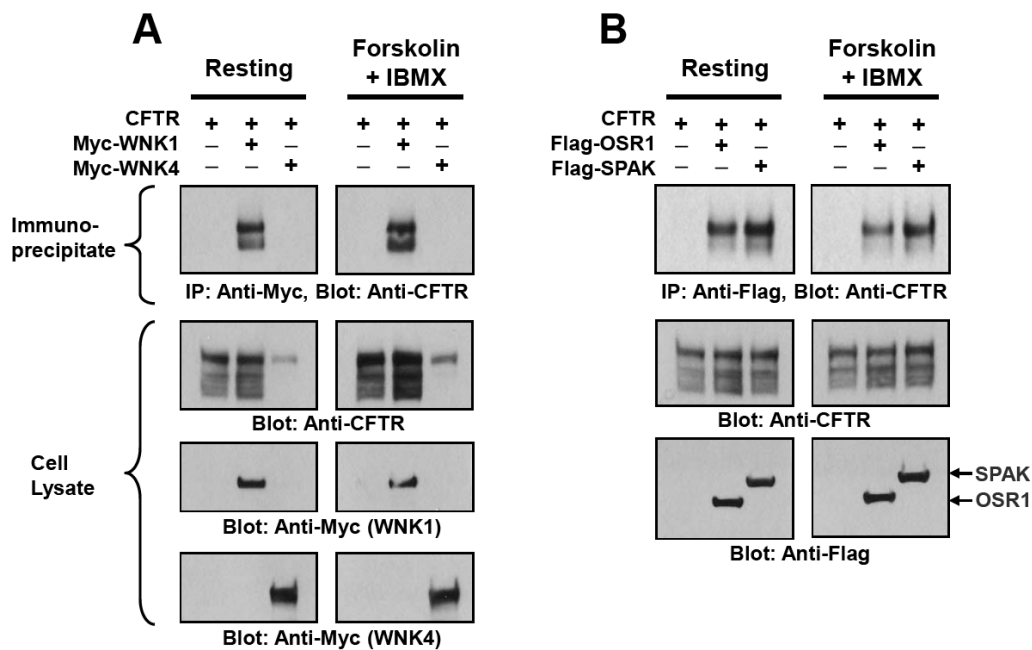 A
Resting
Forskolin
+ IBMX
CFTR + + + + + +
Myc-WNK1 – + – – + –
Myc-WNK4 – – + – – +
Immuno-
precipitate
IP: Anti-Myc, Blot: Anti-CFTR
Cell
Lysate
Blot: Anti-CFTR
Blot: Anti-Myc (WNK1)
Blot: Anti-Myc (WNK4)
B
Resting
Forskolin
+ IBMX
CFTR + + + + + +
Flag-OSR1 – + – – + –
Flag-SPAK – – + – – +
IP: Anti-Flag, Blot: Anti-CFTR
Blot: Anti-CFTR
SPAK
OSR1
Blot: Anti-Flag